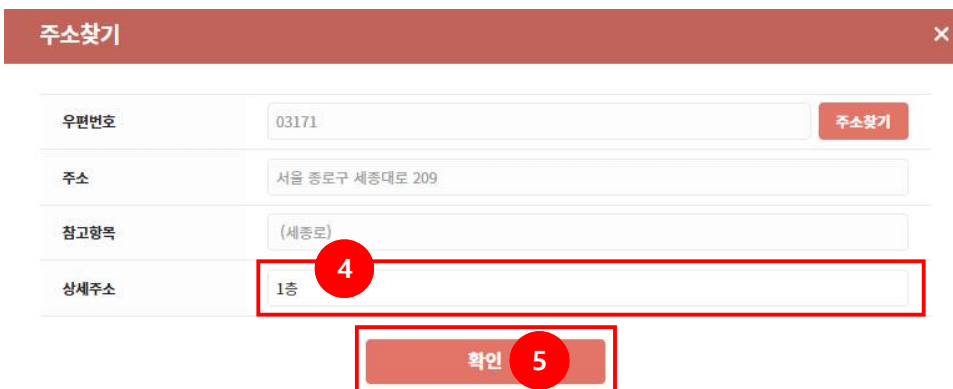 주소찾기 ×
우편번호 03171 주소찾기
주소 서울 종로구 세종대로 209
참고항목 (세종로)
4
상세주소 1층
확인 5